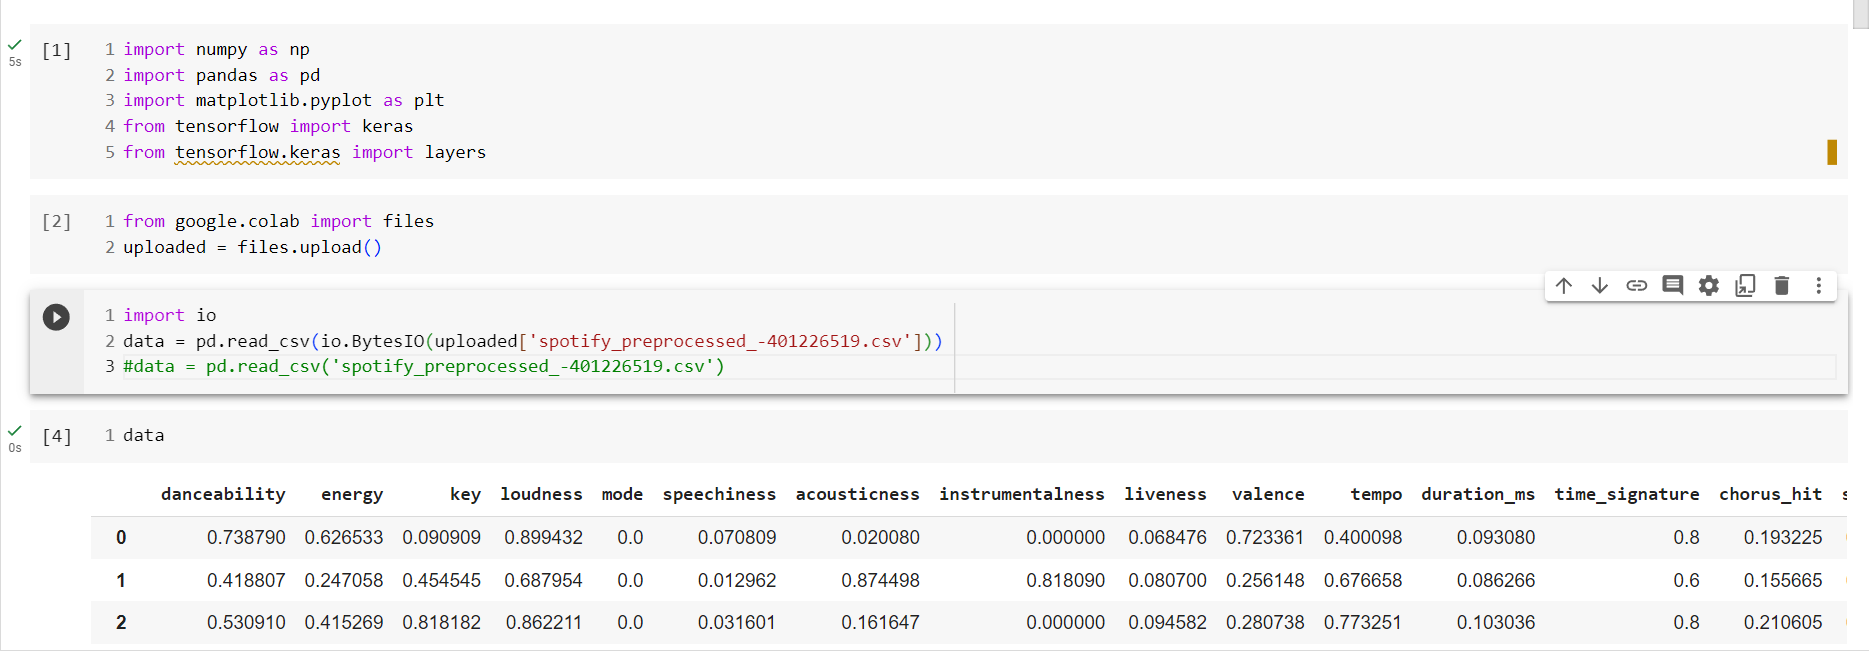 [1] 1 import numpy as np
2 import pandas as pd
3 import matplotlib.pyplot as plt
4 from tensorflow import keras
5 from tensorflow.keras import layers
5s
[2] 1 from google.colab import files
2 uploaded = files.upload()
1 import io
2 data = pd.read_csv(io.BytesIO(uploaded['spotify_preprocessed_-401226519.csv']))
3 #data = pd.read_csv('spotify_preprocessed_-401226519.csv')
[4] 1 data
0s
danceability energy key loudness mode speechiness acousticness instrumentalness liveness valence tempo duration_ms time_signature chorus_hit
0 0.738790 0.626533 0.090909 0.899432 0.0 0.070809 0.020080 0.000000 0.068476 0.723361 0.400098 0.093080 0.8 0.193225
1 0.418807 0.247058 0.454545 0.687954 0.0 0.012962 0.874498 0.818090 0.080700 0.256148 0.676658 0.086266 0.6 0.155665
2 0.530910 0.415269 0.818182 0.862211 0.0 0.031601 0.161647 0.000000 0.094582 0.280738 0.773251 0.103036 0.8 0.210605